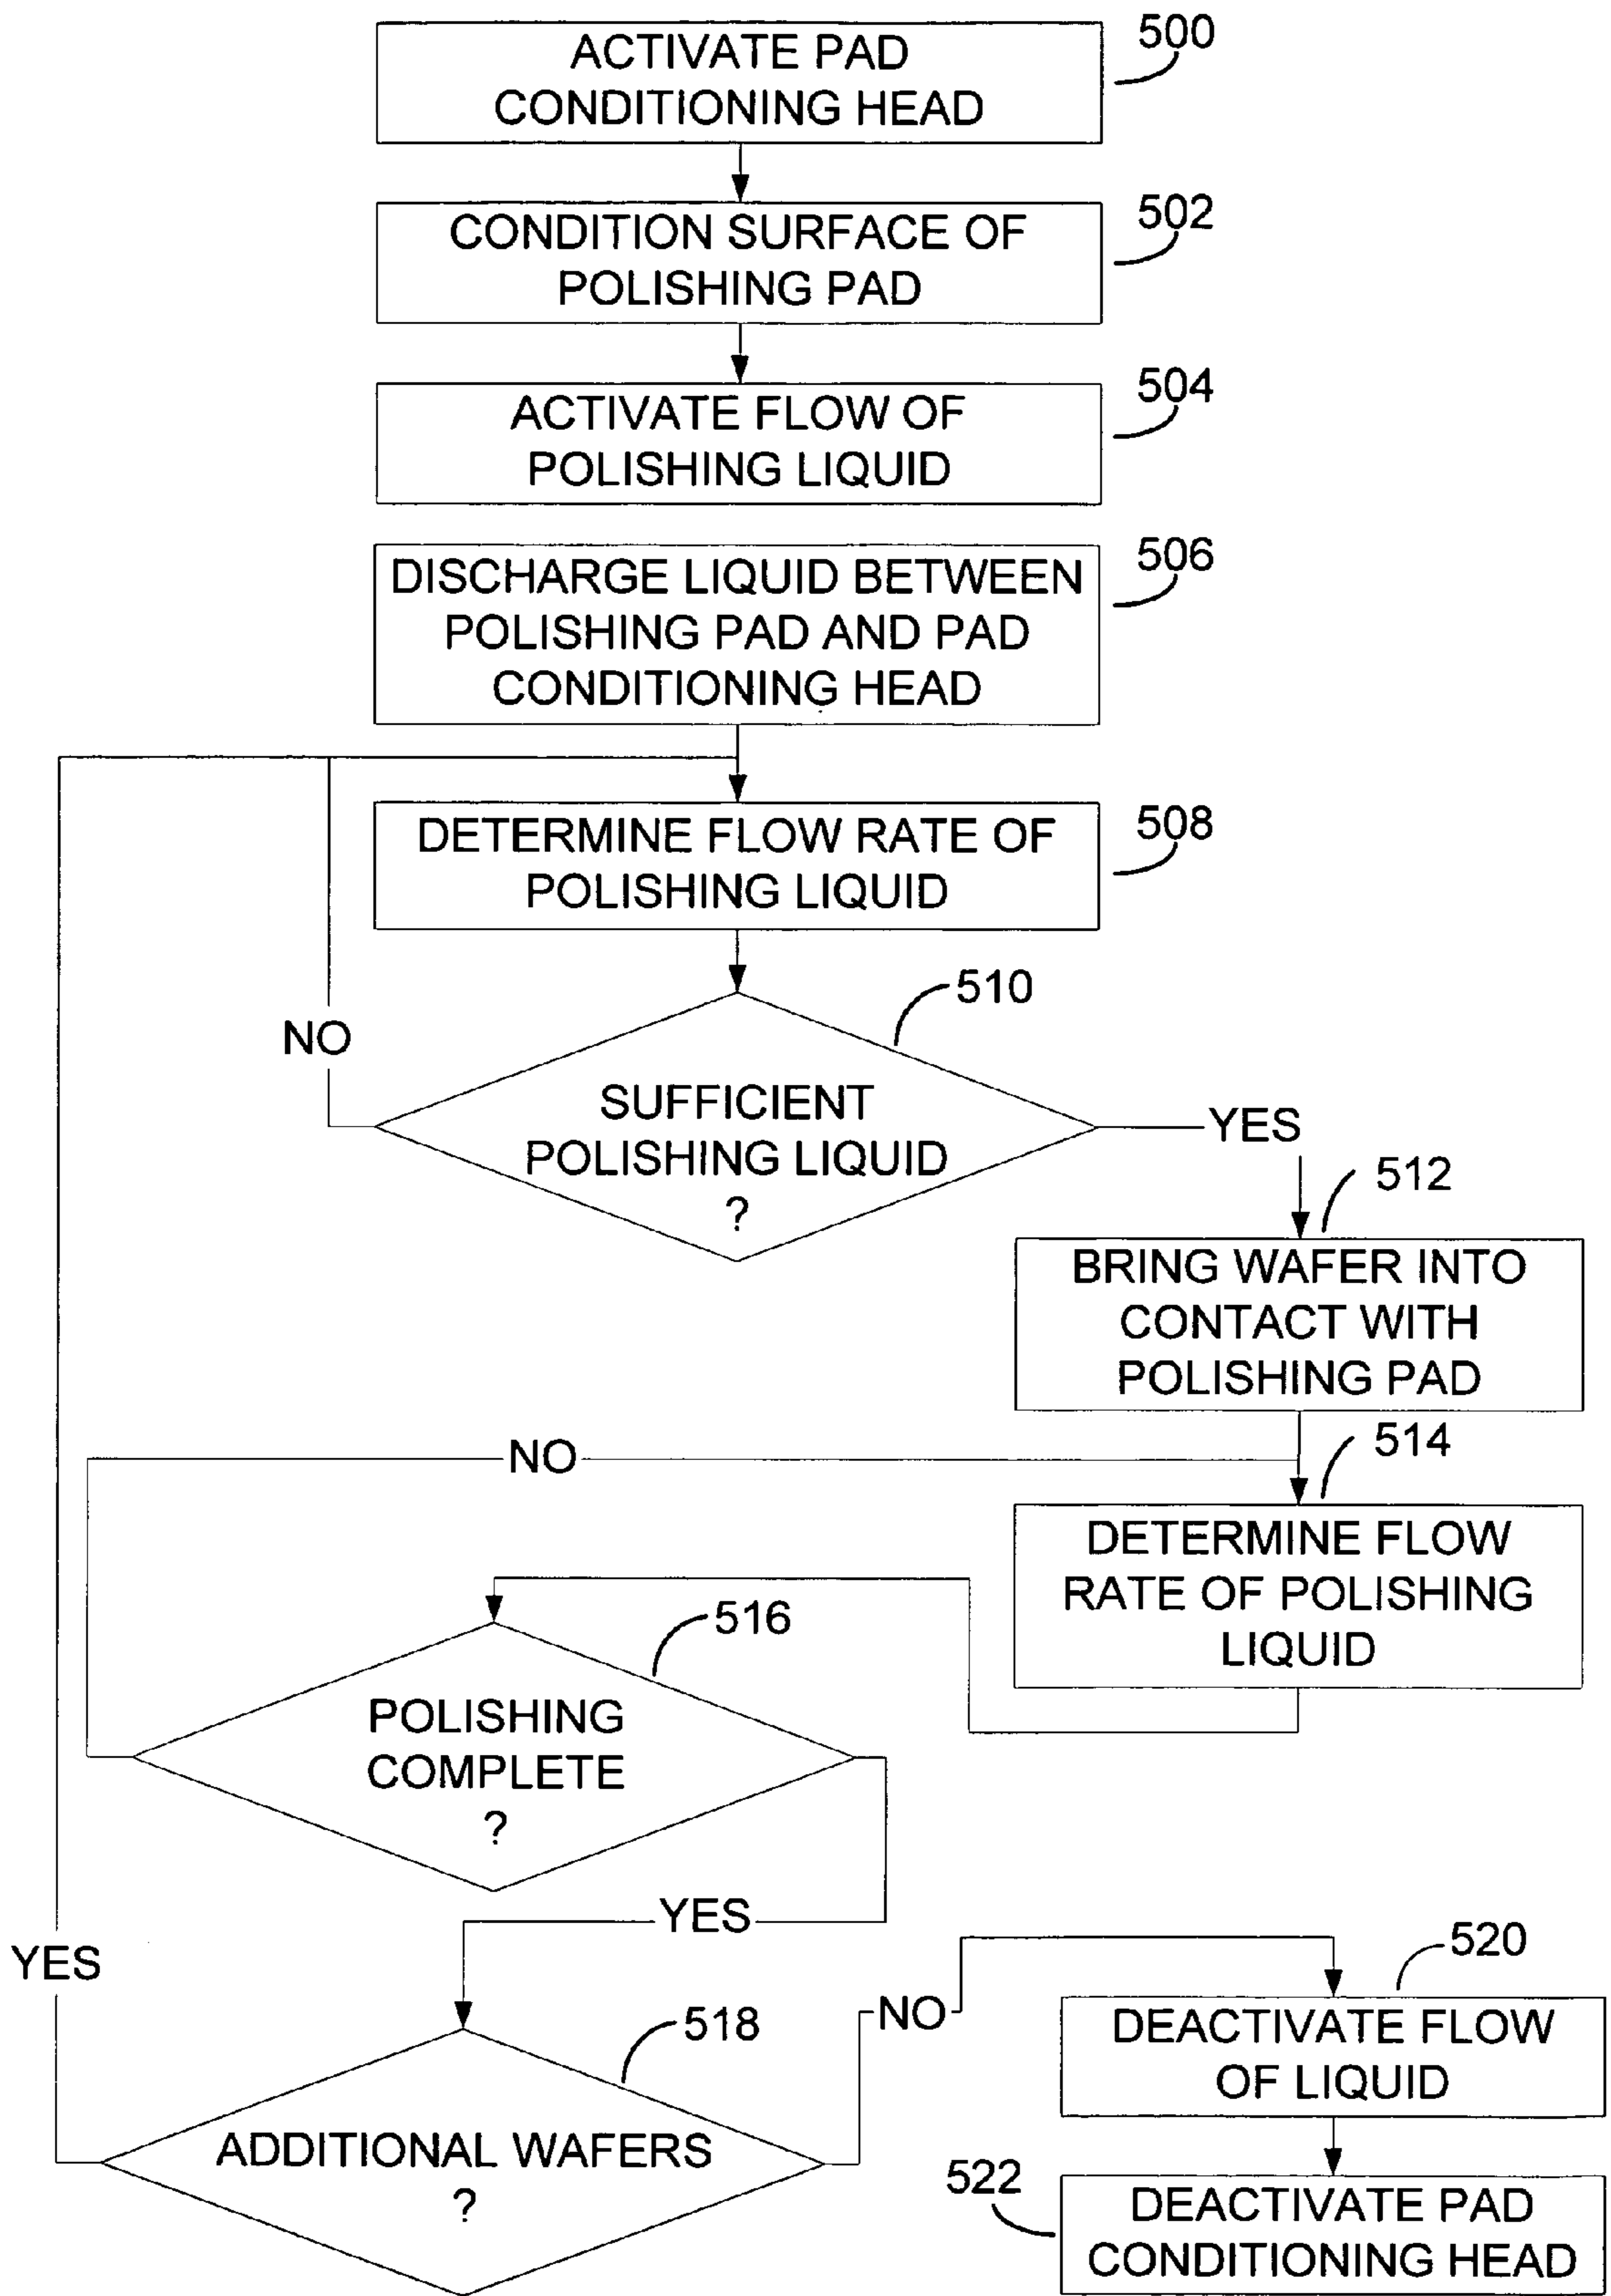 ACTIVATE PAD
CONDITIONING HEAD
500
CONDITION SURFACE OF
POLISHING PAD
502
ACTIVATE FLOW OF
POLISHING LIQUID
504
DISCHARGE LIQUID BETWEEN
POLISHING PAD AND PAD
CONDITIONING HEAD
506
DETERMINE FLOW RATE OF
POLISHING LIQUID
508
510
NO
SUFFICIENT
POLISHING LIQUID
?
YES
512
BRING WAFER INTO
CONTACT WITH
POLISHING PAD
NO
514
DETERMINE FLOW
RATE OF POLISHING
LIQUID
516
POLISHING
COMPLETE
?
YES
YES
518
ADDITIONAL WAFERS
?
NO
520
DEACTIVATE FLOW
OF LIQUID
522
DEACTIVATE PAD
CONDITIONING HEAD